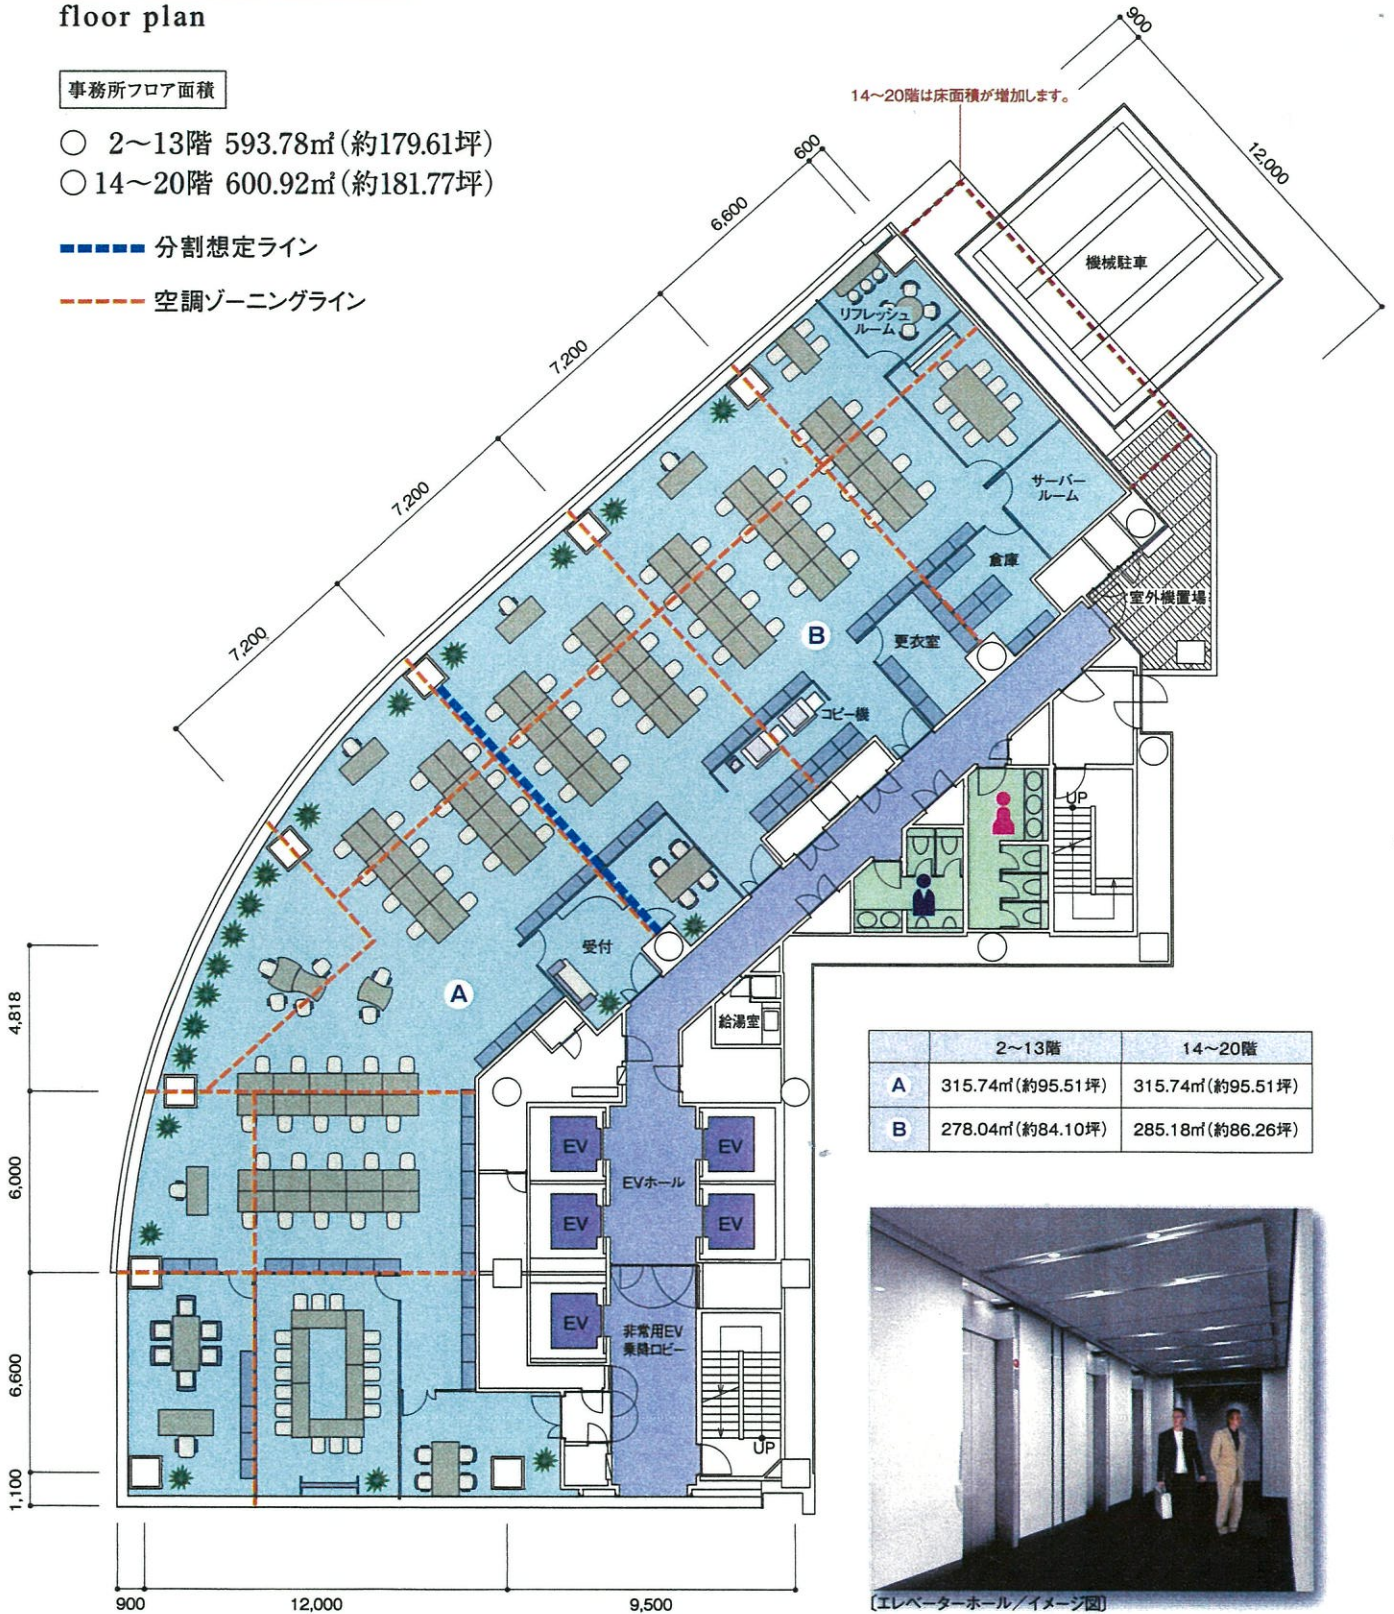 floor plan
事務所フロア面積
○ 2〜13階 593.78㎡(約179.61坪)
○ 14〜20階 600.92㎡(約181.77坪)
分割想定ライン
空調ゾーニングライン
14〜20階は床面積が増加します。
900
12,000
600
6,600
7,200
7,200
7,200
機械駐車
リフレッシュ
ルーム
サーバー
ルーム
倉庫
室外機置場
更衣室
B
コピー機
UP
受付
A
給湯室
4,818
6,000
6,600
1,100
EV
EV
EV
EV
EV
EVホール
非常用EV
乗降ロビー
UP
900
12,000
9,500
2〜13階 14〜20階
A 315.74㎡(約95.51坪) 315.74㎡(約95.51坪)
B 278.04㎡(約84.10坪) 285.18㎡(約86.26坪)
〔エレベーターホール／イメージ図〕